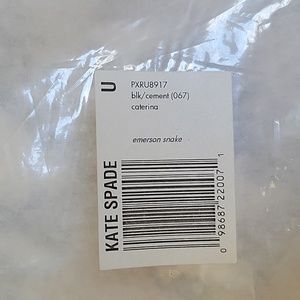 U
PXRU8917
blk/cement (067)
caterina
emerson snake
KATE SPADE
0 98687 22007 1